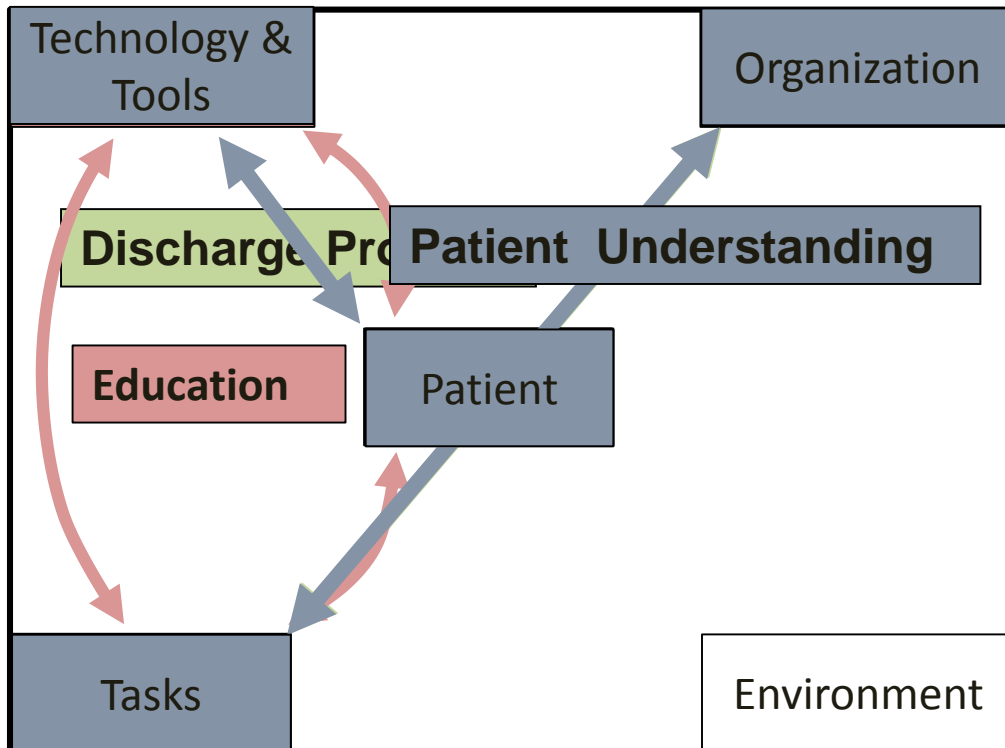 Technology &
Tools
Organization
Discharge
Patient Understanding
Education
Patient
Tasks
Environment